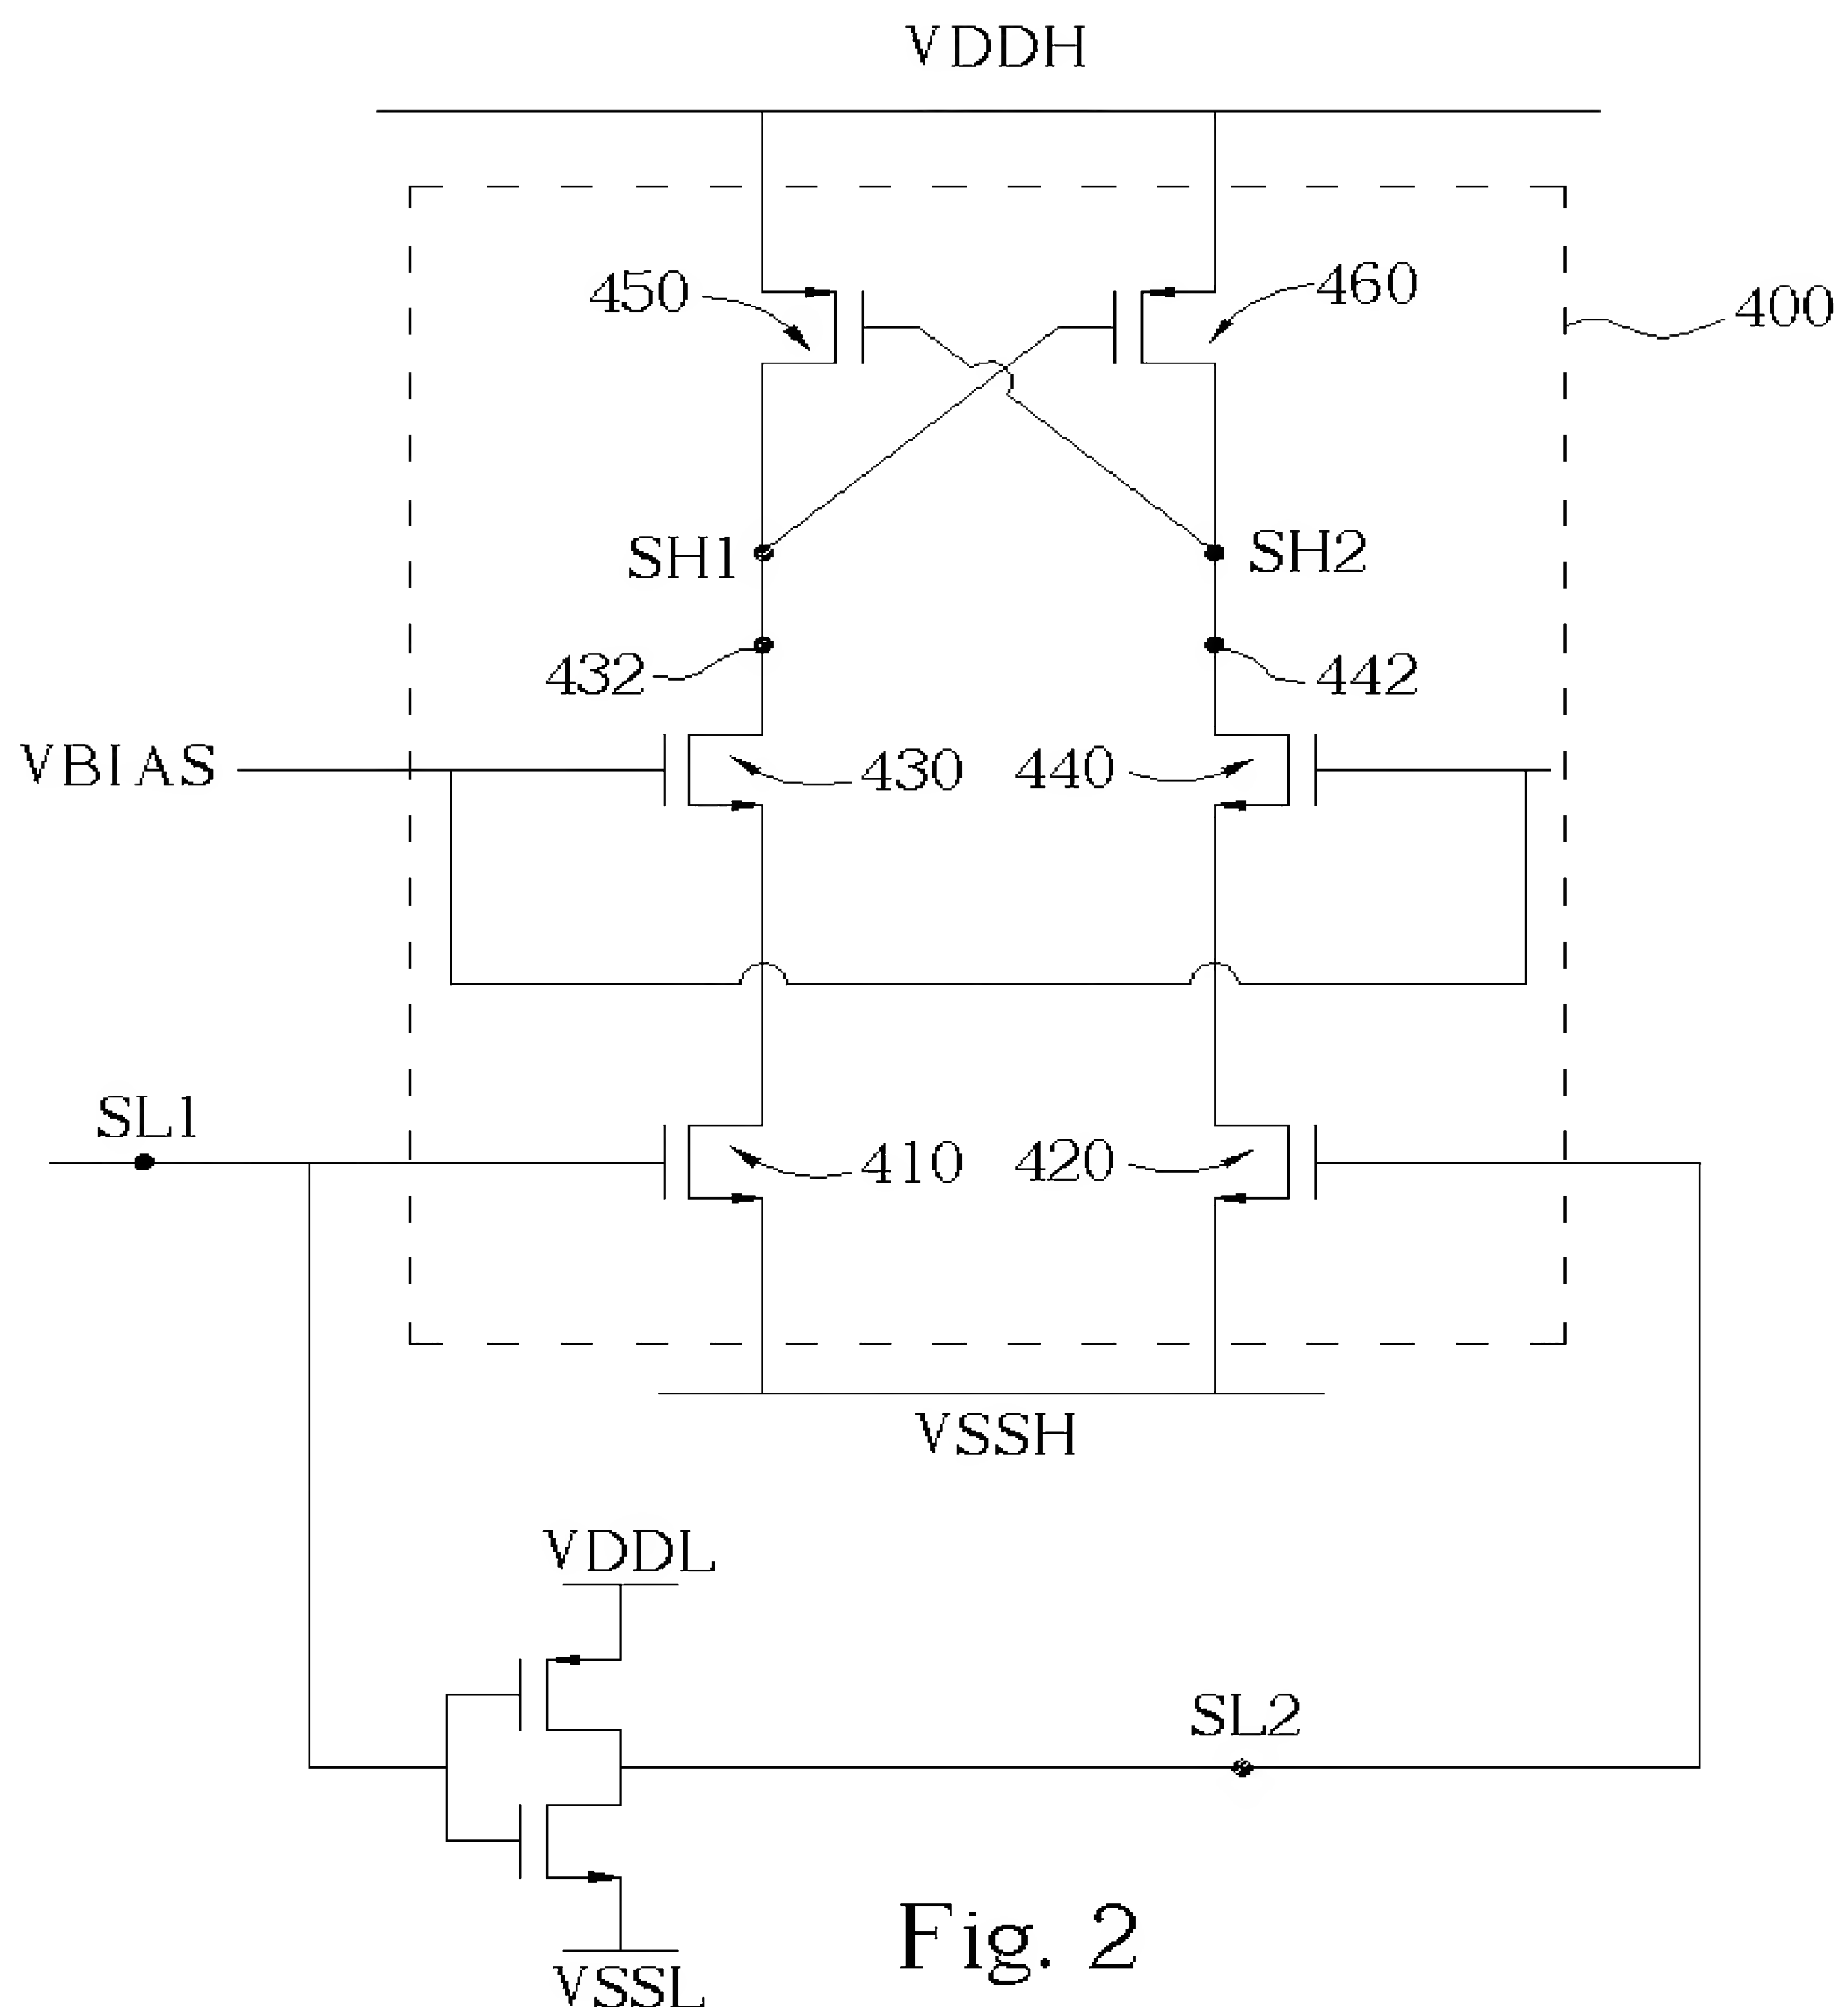 VDDH
450
460
400
SH1
SH2
432
442
VBIAS
430
440
SL1
410
420
VSSH
VDDL
SL2
VSSL
Fig. 2